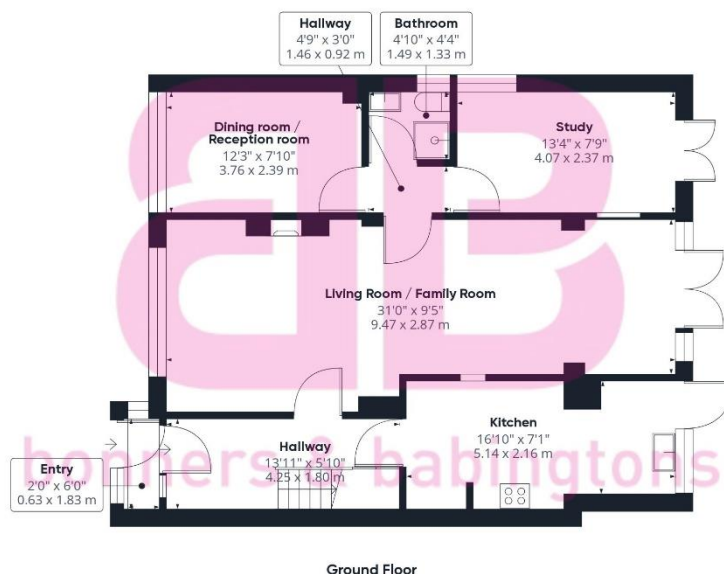 Hallway
4'9" x 3'0"
1.46 x 0.92 m
Bathroom
4'10" x 4'4"
1.49 x 1.33 m
Dining room /
Reception room
12'3" x 7'10"
3.76 x 2.39 m
Study
13'4" x 7'9"
4.07 x 2.37 m
Living Room / Family Room
31'0" x 9'5"
9.47 x 2.87 m
Kitchen
16'10" x 7'1"
5.14 x 2.16 m
Hallway
13'11" x 5'10"
4.25 x 1.80 m
Entry
2'0" x 6'0"
0.63 x 1.83 m
bonners & babingtons
Ground Floor